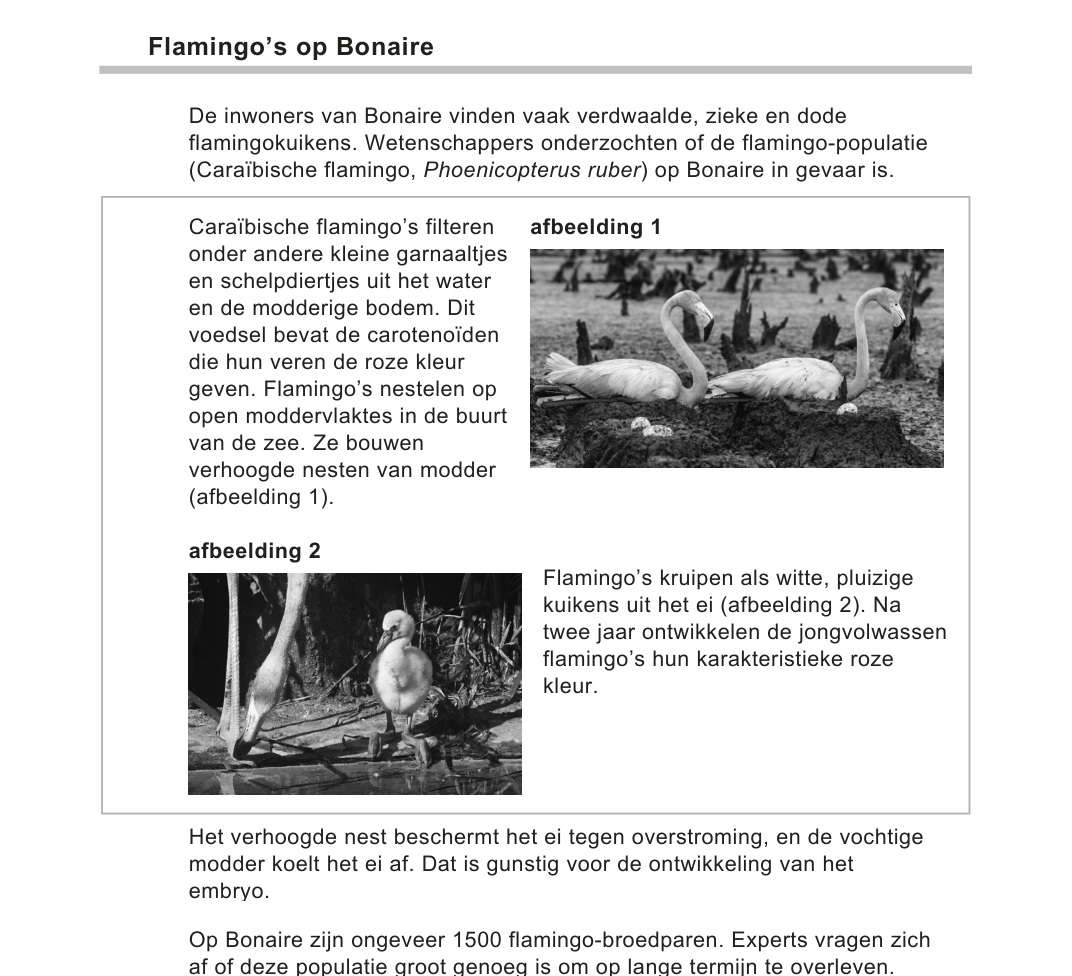 Flamingo’s op Bonaire
De inwoners van Bonaire vinden vaak verdwaalde, zieke en dode
flamingokuikens. Wetenschappers onderzochten of de flamingo-populatie
(Caraïbische flamingo, Phoenicopterus ruber) op Bonaire in gevaar is.
Caraïbische flamingo’s filteren
onder andere kleine garnaaltjes
en schelpdiertjes uit het water
en de modderige bodem. Dit
voedsel bevat de carotenoïden
die hun veren de roze kleur
geven. Flamingo’s nestelen op
open moddervlaktes in de buurt
van de zee. Ze bouwen
verhoogde nesten van modder
(afbeelding 1).
afbeelding 1
afbeelding 2
Flamingo’s kruipen als witte, pluizige
kuikens uit het ei (afbeelding 2). Na
twee jaar ontwikkelen de jongvolwassen
flamingo’s hun karakteristieke roze
kleur.
Het verhoogde nest beschermt het ei tegen overstroming, en de vochtige
modder koelt het ei af. Dat is gunstig voor de ontwikkeling van het
embryo.
Op Bonaire zijn ongeveer 1500 flamingo-broedparen. Experts vragen zich
af of deze populatie groot genoeg is om op lange termijn te overleven.